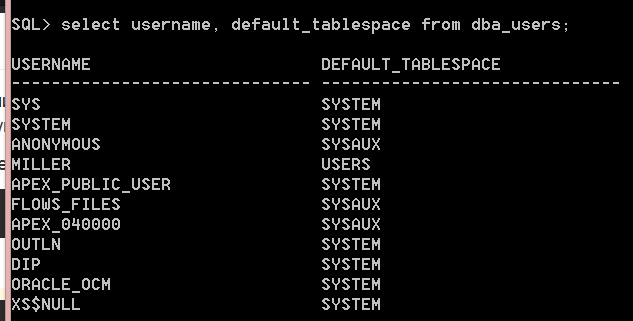 SQL> select username, default_tablespace from dba_users;
USERNAME DEFAULT_TABLESPACE
------------------------------ ------------------------------
SYS SYSTEM
SYSTEM SYSTEM
ANONYMOUS SYSAUX
MILLER USERS
APEX_PUBLIC_USER SYSTEM
FLOWS_FILES SYSAUX
APEX_040000 SYSAUX
OUTLN SYSTEM
DIP SYSTEM
ORACLE_OCM SYSTEM
XS$NULL SYSTEM